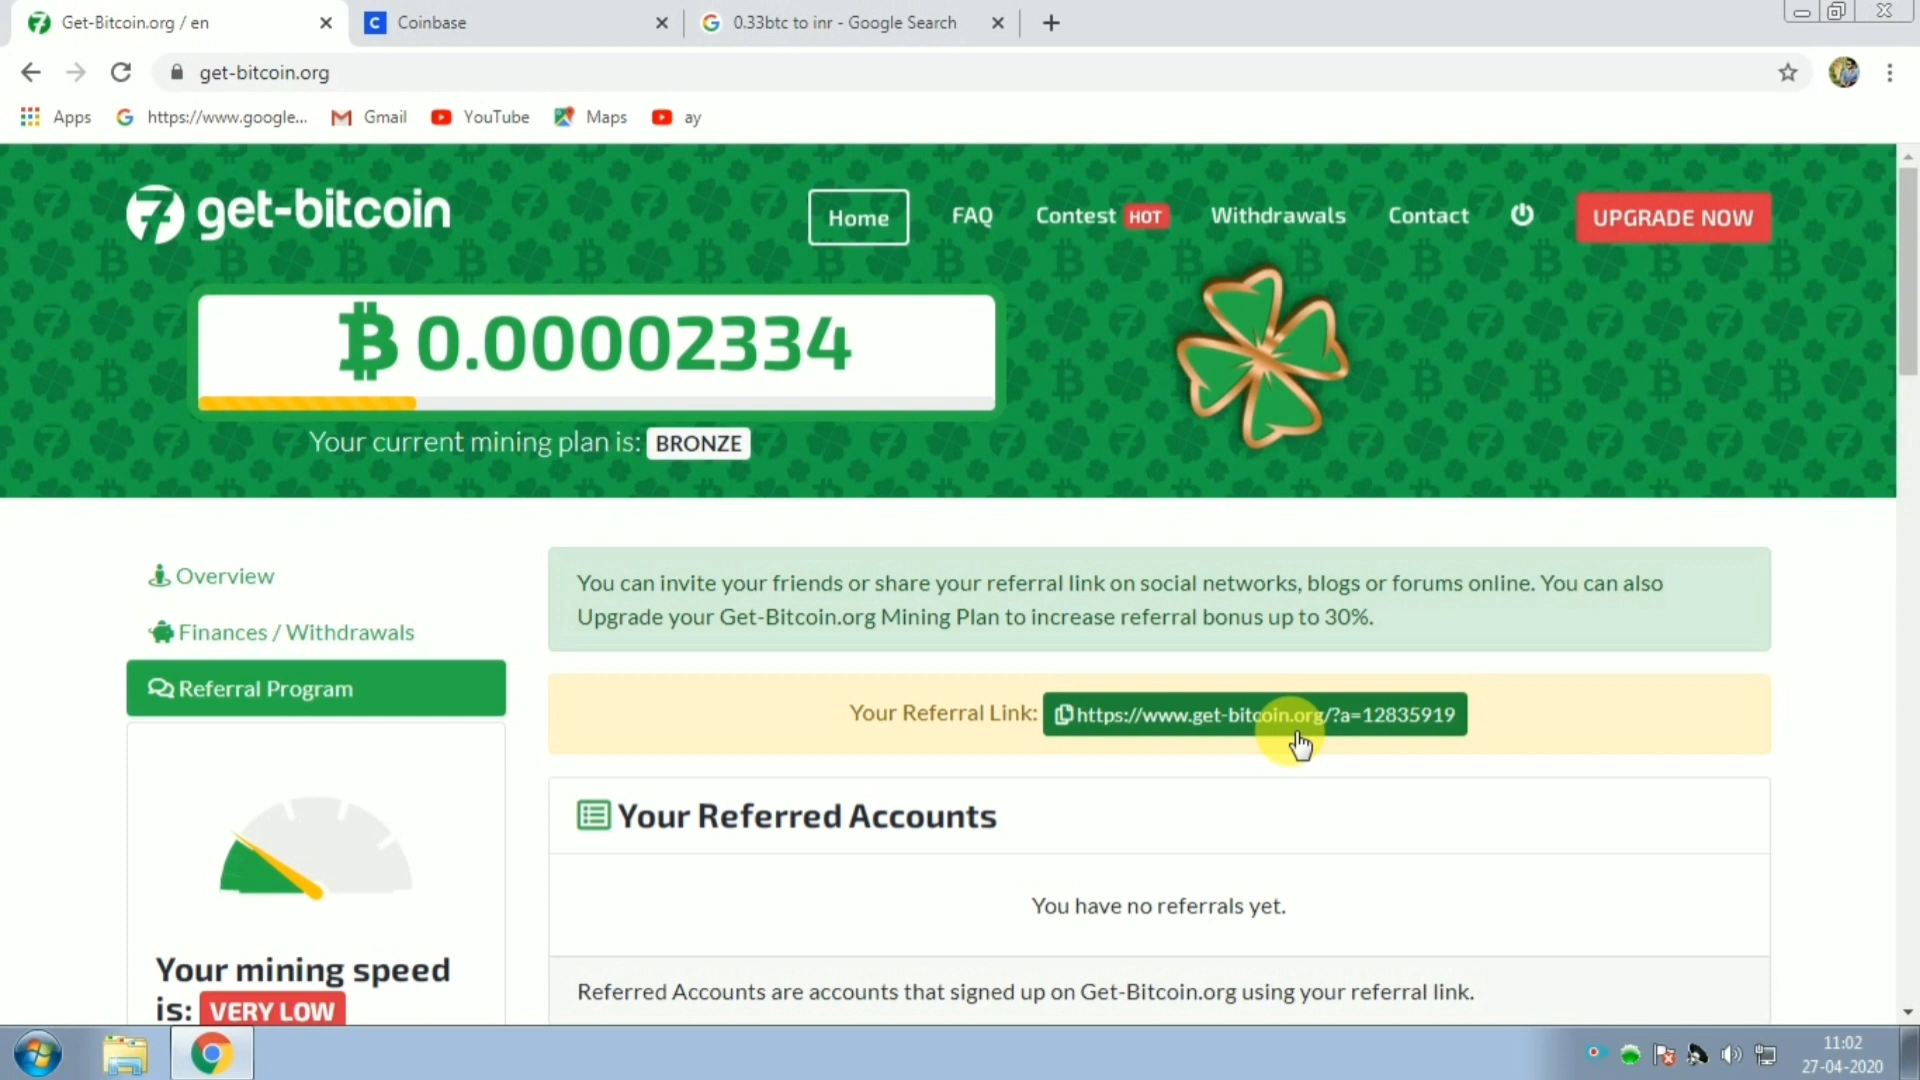 Get-Bitcoin.org / en
Coinbase
0.33btc to inr - Google Search
get-bitcoin.org
Apps
https://www.google...
Gmail
YouTube
Maps
ay
get-bitcoin
Home
FAQ
Contest HOT
Withdrawals
Contact
UPGRADE NOW
₿ 0.00002334
Your current mining plan is: BRONZE
Overview
Finances / Withdrawals
Referral Program
You can invite your friends or share your referral link on social networks, blogs or forums online. You can also
Upgrade your Get-Bitcoin.org Mining Plan to increase referral bonus up to 30%.
Your Referral Link: https://www.get-bitcoin.org/?a=12835919
Your Referred Accounts
You have no referrals yet.
Referred Accounts are accounts that signed up on Get-Bitcoin.org using your referral link.
Your mining speed
is: VERY LOW
11:02
27-04-2020